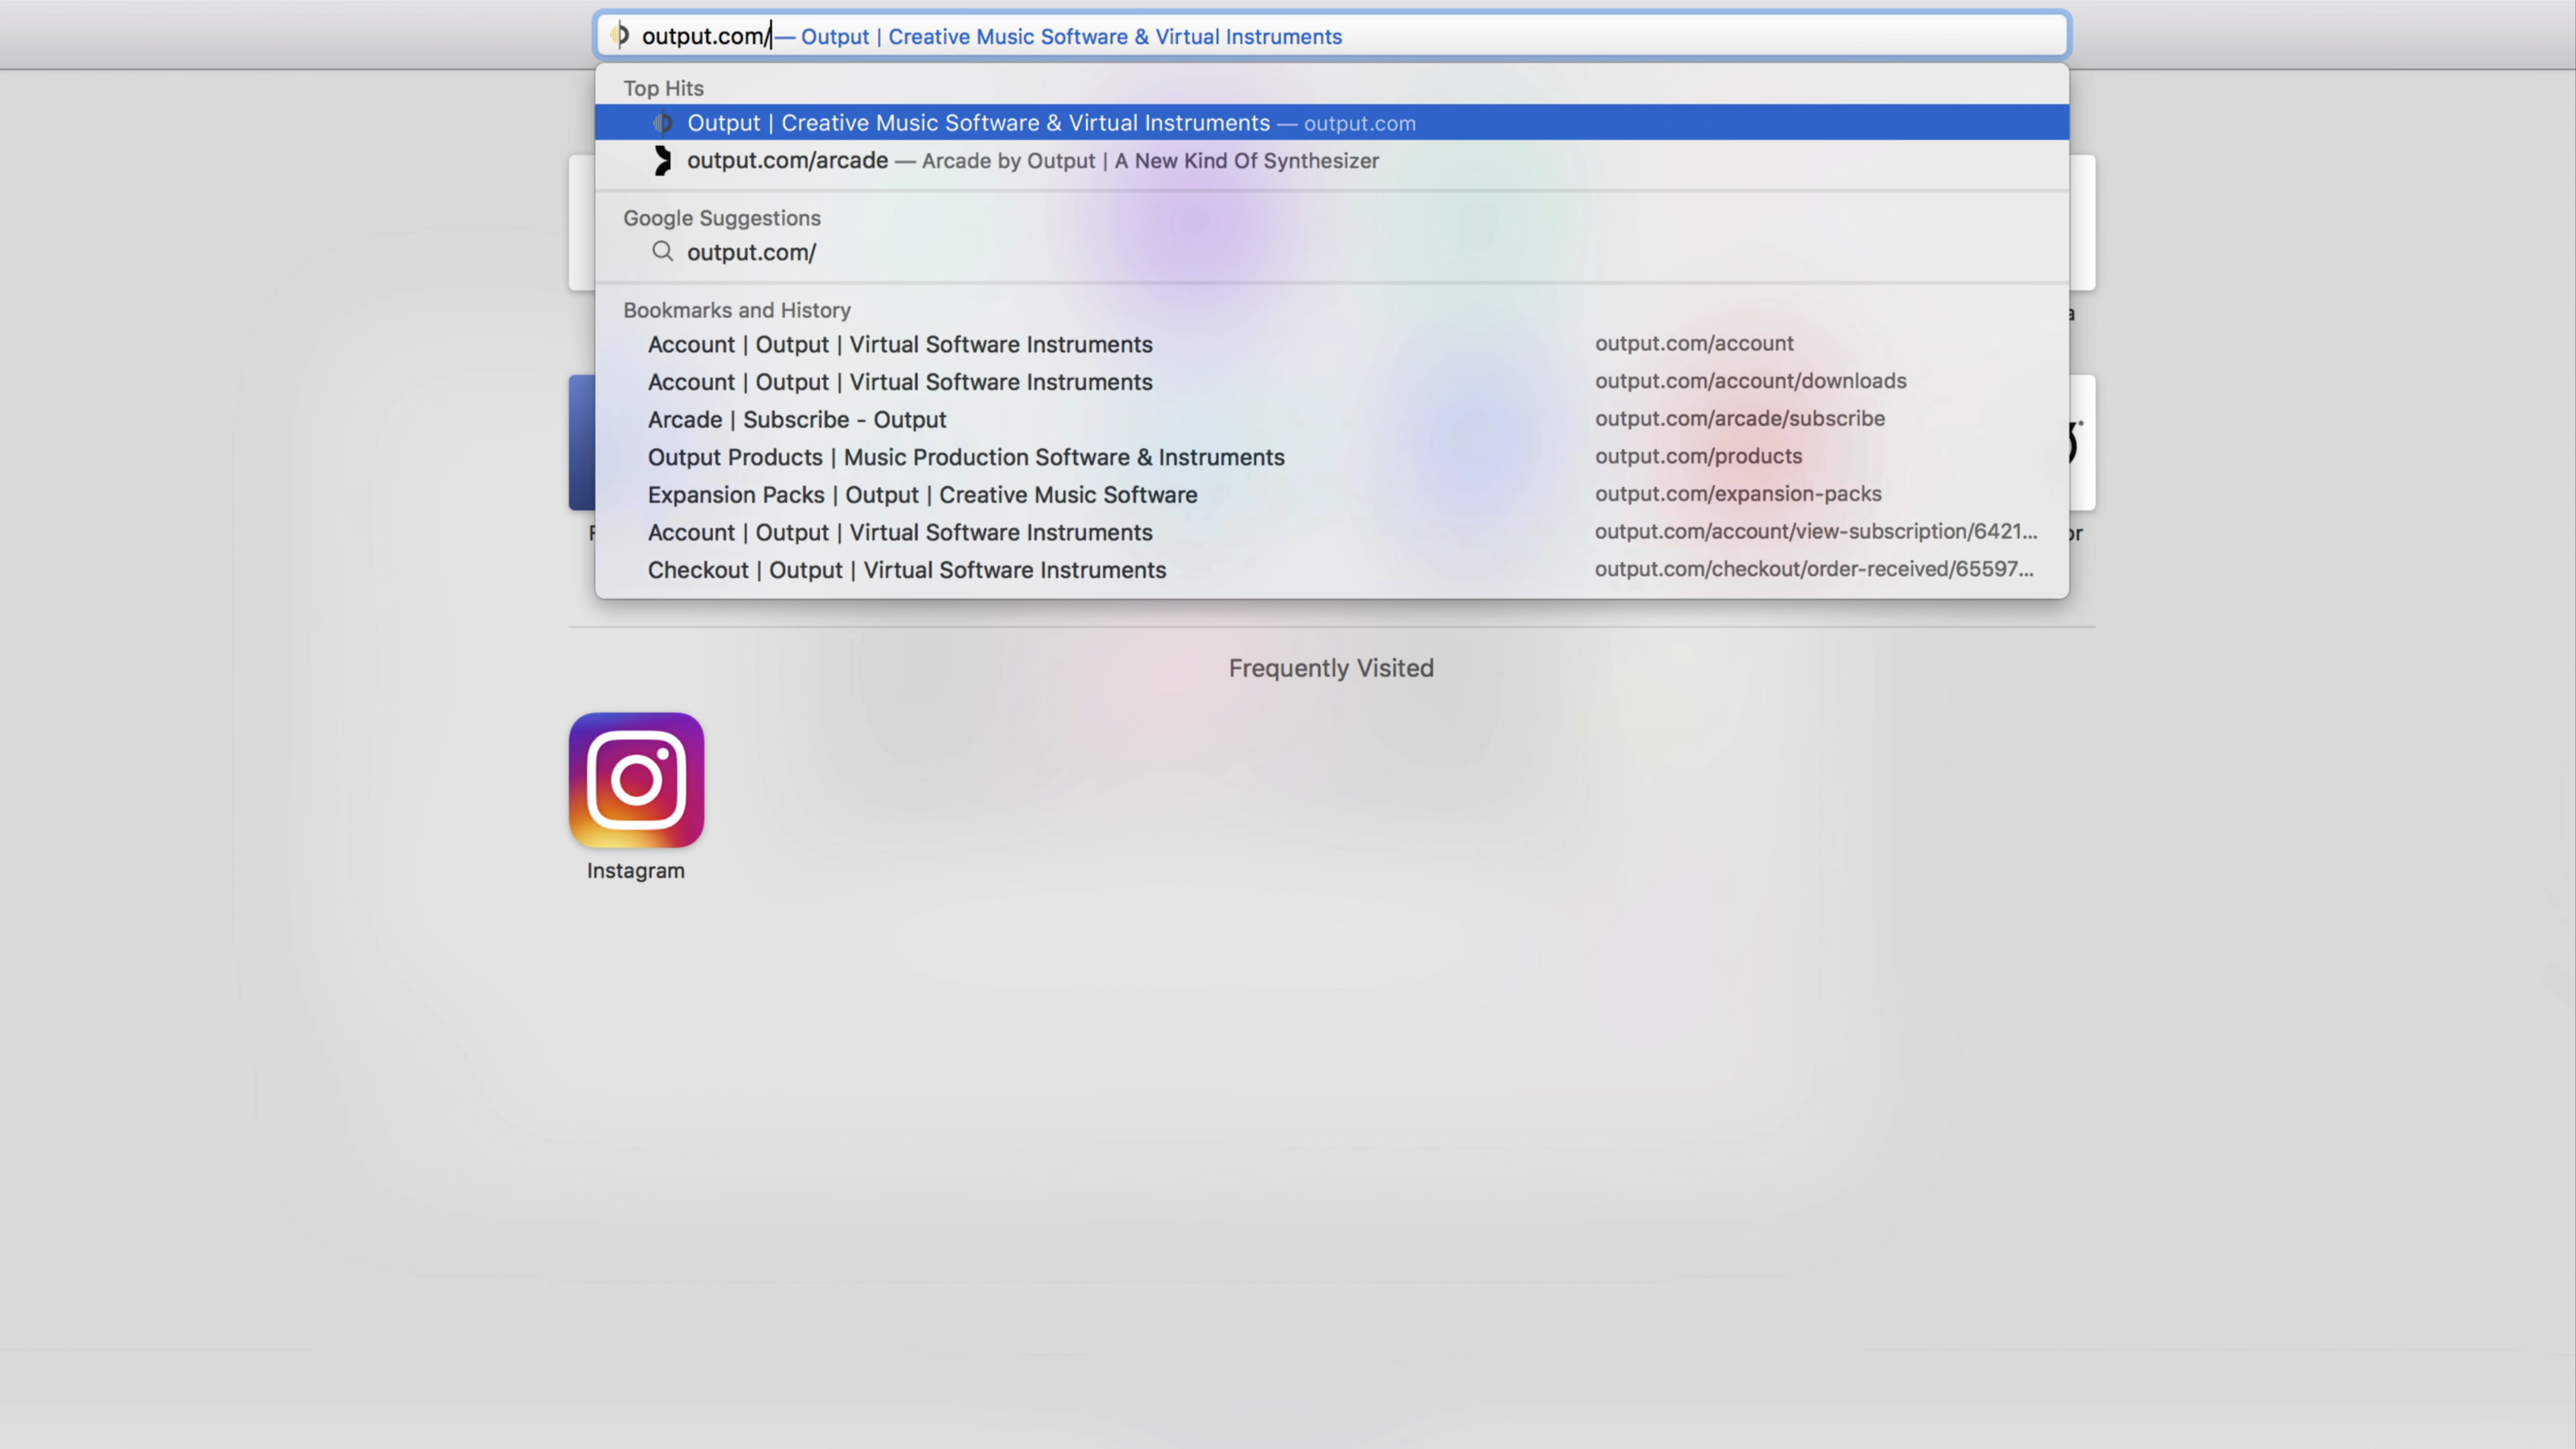 output.com/— Output | Creative Music Software & Virtual Instruments
Top Hits
Output | Creative Music Software & Virtual Instruments — output.com
output.com/arcade — Arcade by Output | A New Kind Of Synthesizer
Google Suggestions
output.com/
Bookmarks and History
Account | Output | Virtual Software Instruments output.com/account
Account | Output | Virtual Software Instruments output.com/account/downloads
Arcade | Subscribe - Output output.com/arcade/subscribe
Output Products | Music Production Software & Instruments output.com/products
Expansion Packs | Output | Creative Music Software output.com/expansion-packs
Account | Output | Virtual Software Instruments output.com/account/view-subscription/6421...
Checkout | Output | Virtual Software Instruments output.com/checkout/order-received/65597...
Frequently Visited
Instagram